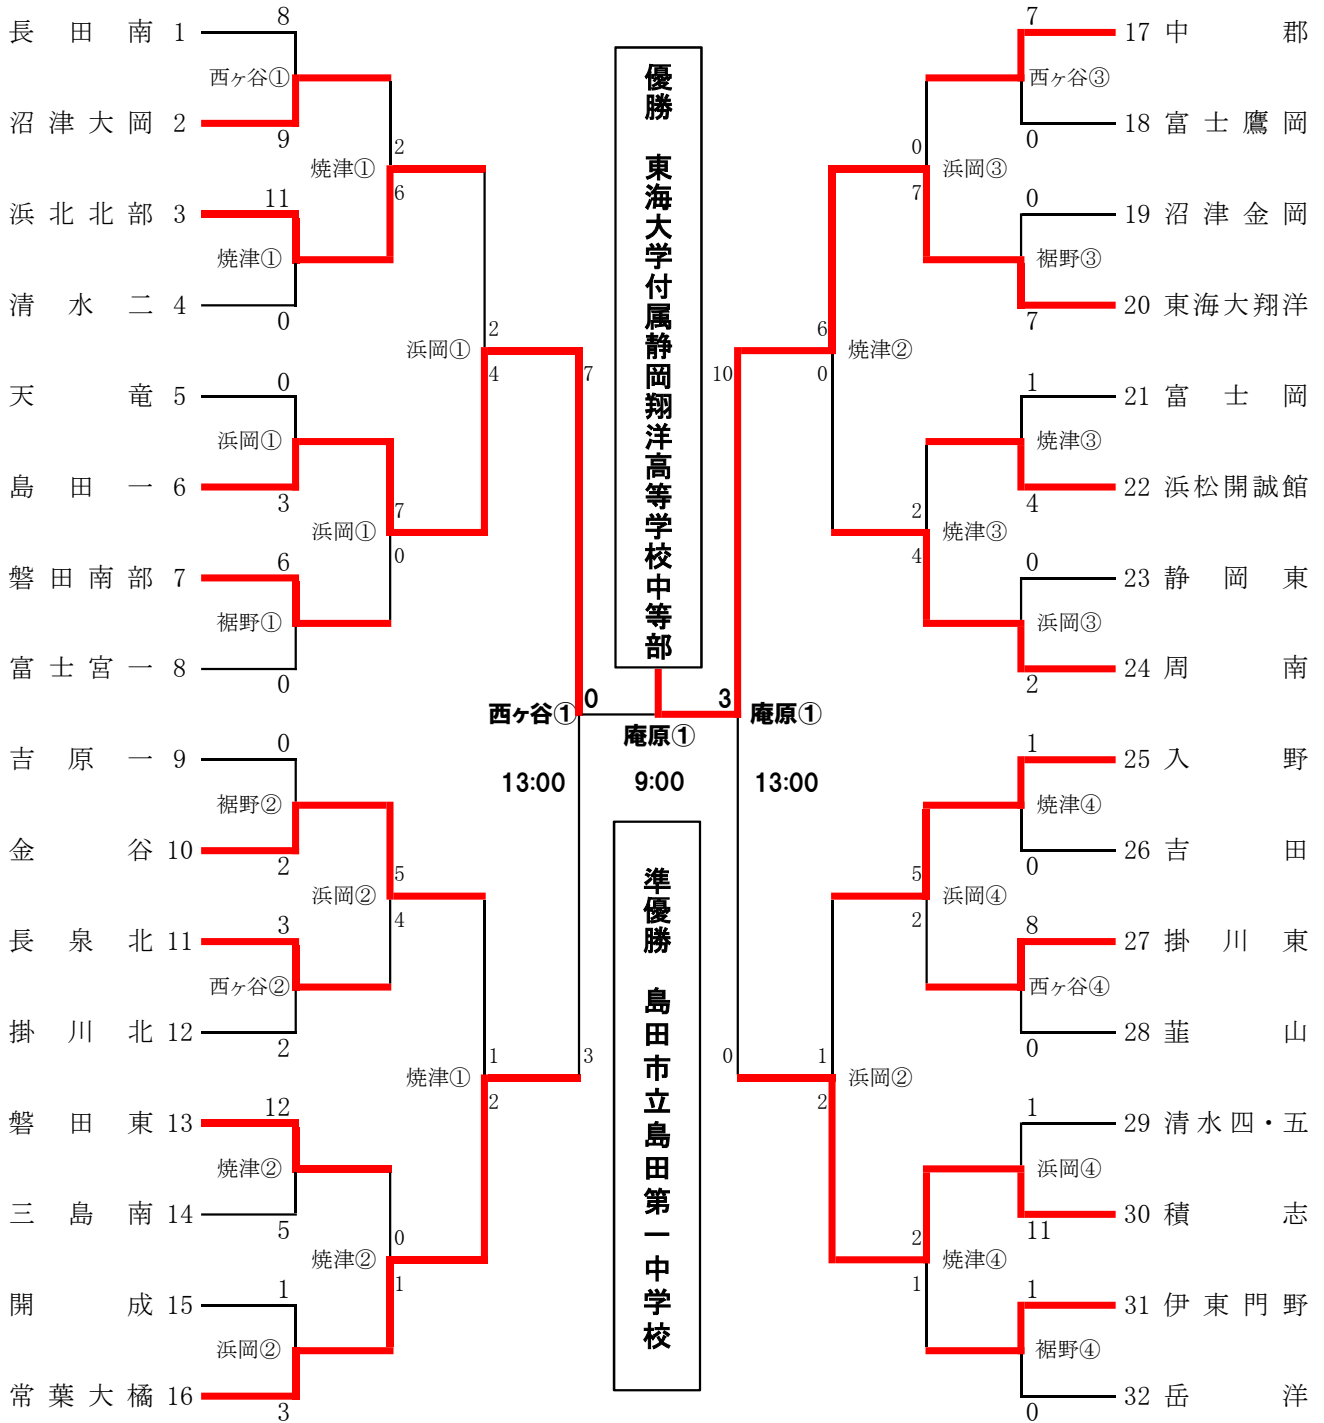 長田南 1
8
西ヶ谷①
沼津大岡 2
9
2
焼津①
6
浜北北部 3
11
焼津①
清水二 4
0
2
浜岡①
4
天竜 5
0
浜岡①
島田一 6
3
7
浜岡①
0
磐田南部 7
6
裾野①
富士宮一 8
0
7
西ヶ谷①
13:00
吉原一 9
0
裾野②
金谷 10
2
5
浜岡②
4
長泉北 11
3
西ヶ谷②
掛川北 12
2
1
焼津①
2
3
磐田東 13
12
焼津②
三島南 14
5
0
焼津②
1
開成 15
1
浜岡②
常葉大橘 16
3
優勝 東海大学付属静岡翔洋高等学校中等部
0
3
庵原①
9:00
準優勝 島田市立島田第一中学校
7
17 中郡
西ヶ谷③
18 富士鷹岡
0
0
浜岡③
7
0
19 沼津金岡
裾野③
20 東海大翔洋
7
6
焼津②
0
10
1
21 富士岡
焼津③
22 浜松開誠館
4
2
焼津③
4
0
23 静岡東
浜岡③
24 周南
2
庵原①
13:00
1
25 入野
焼津④
26 吉田
0
5
浜岡④
2
8
27 掛川東
西ヶ谷④
28 韮山
0
0
1
浜岡②
2
1
29 清水四・五
浜岡④
30 積志
11
2
焼津④
1
1
31 伊東門野
裾野④
32 岳洋
0